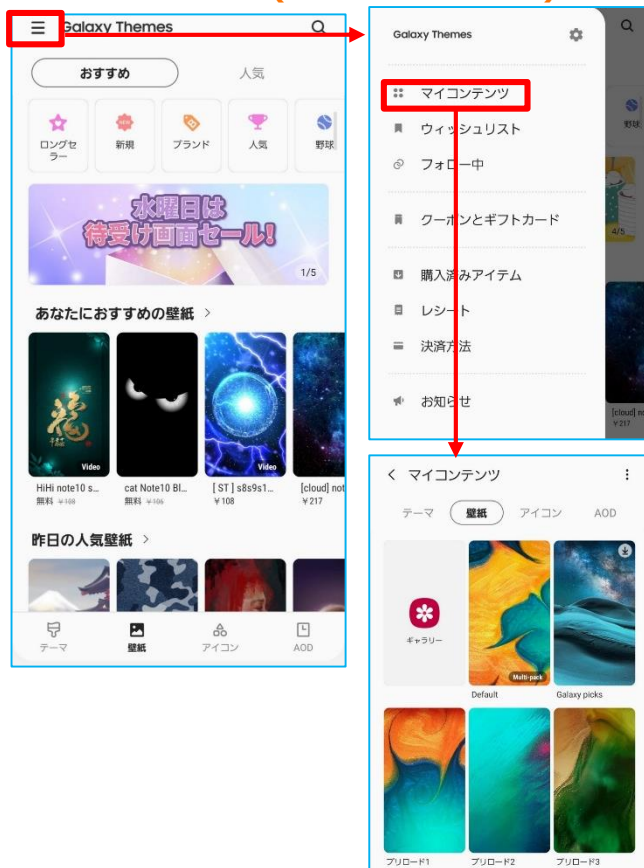 Galaxy Themes
おすすめ
人気
ロングセ
ラー
新規
ブランド
人気
野球
水曜日は
待受け画面セール!
1/5
あなたにおすすめの壁紙 >
福
Video
Video
HiHi note10 s...
cat Note10 Bl...
[ ST ] s8s9s1...
[cloud] not
無料 ￥108
無料 ￥106
￥108
￥217
昨日の人気壁紙 >
テーマ
壁紙
アイコン
AOD
Galaxy Themes
マイコンテンツ
ウィッシュリスト
フォロー中
クーポンとギフトカード
購入済みアイテム
レシート
決済方法
お知らせ
野球
4/5
[cloud] no
￥217
マイコンテンツ
テーマ
壁紙
アイコン
AOD
ギャラリー
Multi-pack
Default
Galaxy picks
プリロード1
プリロード2
プリロード3